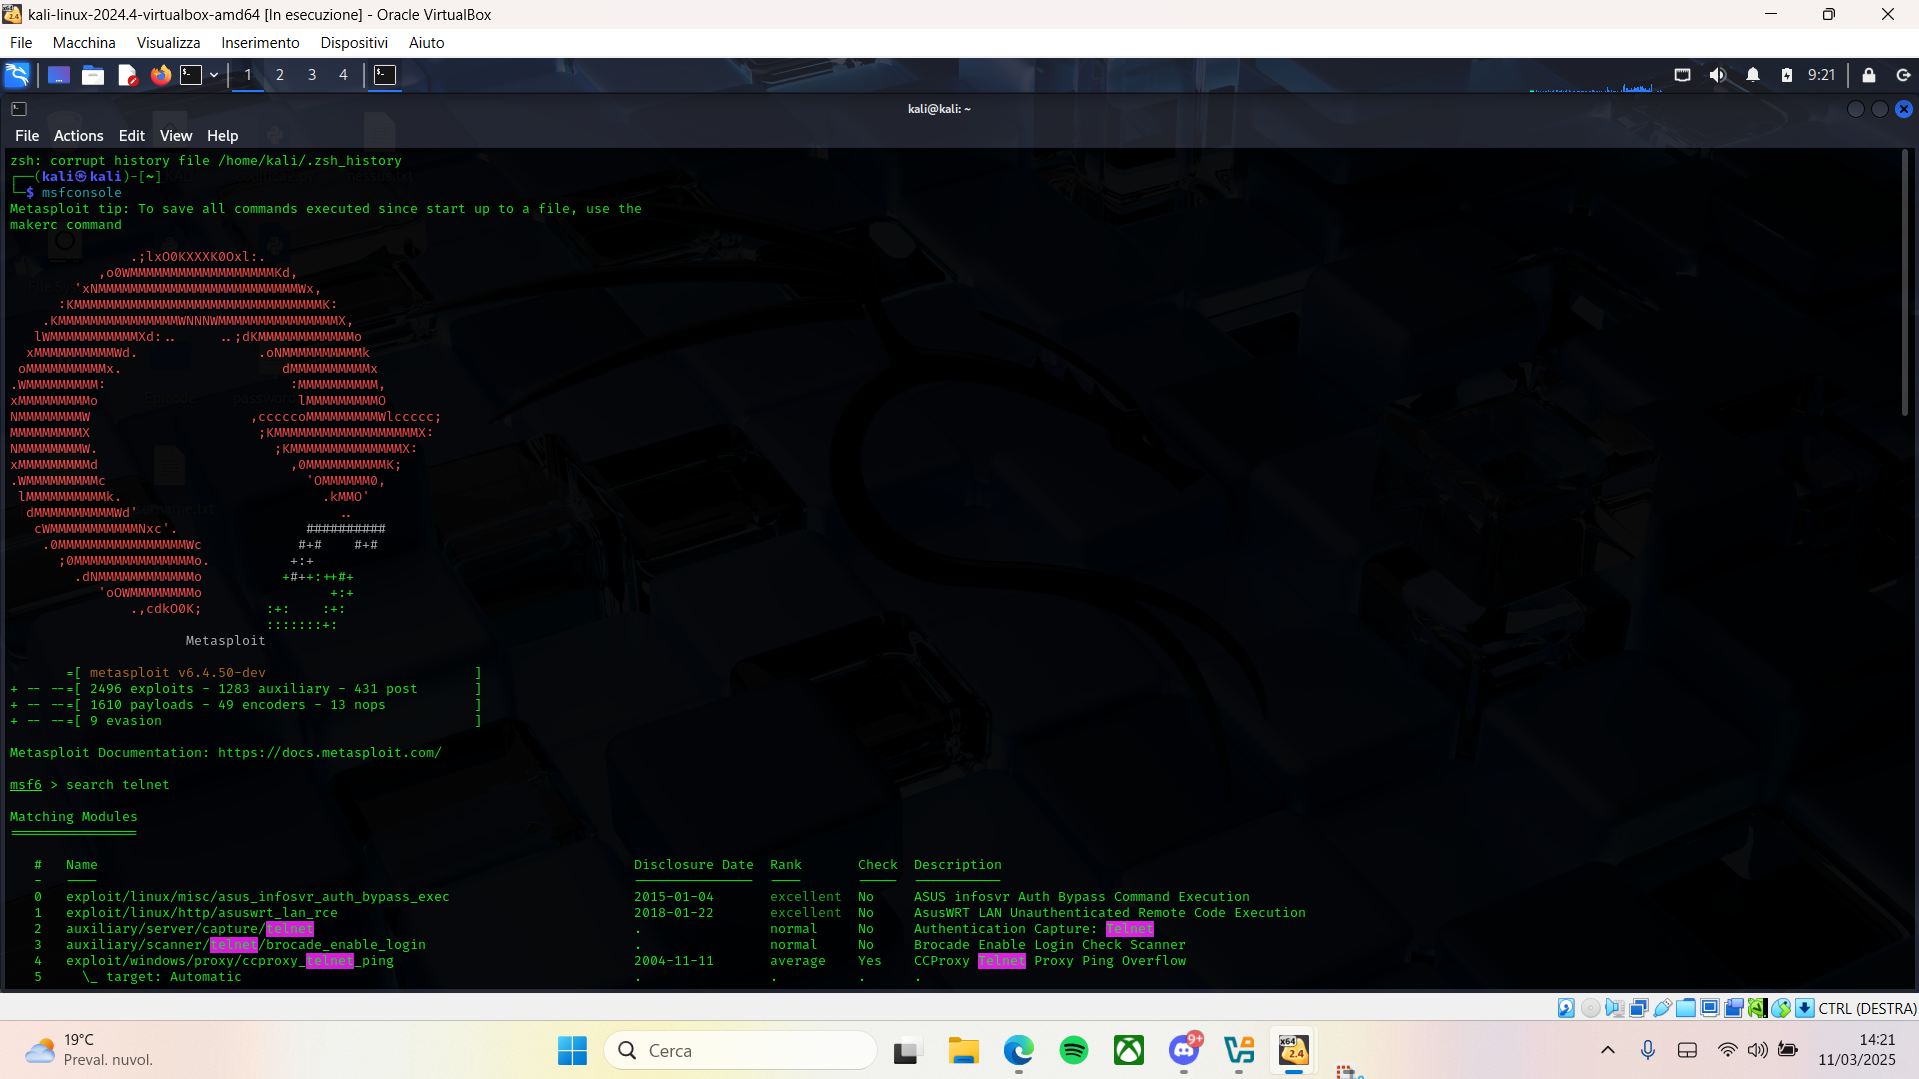 kali-linux-2024.4-virtualbox-amd64 [In esecuzione] - Oracle VirtualBox
File Macchina Visualizza Inserimento Dispositivi Aiuto
1 2 3 4 9:21
kali@kali: ~
File Actions Edit View Help
zsh: corrupt history file /home/kali/.zsh_history
┌──(kali㉿kali)-[~]
└─$ msfconsole
Metasploit tip: To save all commands executed since start up to a file, use the
makerc command
.;lxO0KXXXK0Oxl:.
,o0WMMMMMMMMMMMMMMMMMMKd,
'xNMMMMMMMMMMMMMMMMMMMMMMMMMWx,
:KMMMMMMMMMMMMMMMMMMMMMMMMMMMMMMMK:
.KMMMMMMMMMMMMMMMWNNNWMMMMMMMMMMMMMMMX,
lWMMMMMMMMMMMXd:.. ..;dKMMMMMMMMMMMMo
xMMMMMMMMMMWd. .oNMMMMMMMMMMk
oMMMMMMMMMMx. dMMMMMMMMMMx
.WMMMMMMMMM: :MMMMMMMMMM,
xMMMMMMMMMo lMMMMMMMMMO
NMMMMMMMMW ,cccccoMMMMMMMMMWlccccc;
MMMMMMMMMX ;KMMMMMMMMMMMMMMMMMMX:
NMMMMMMMMW. ;KMMMMMMMMMMMMMMX:
xMMMMMMMMMd ,0MMMMMMMMMMK;
.WMMMMMMMMMc 'OMMMMMM0,
lMMMMMMMMMMk. .kMMO'
dMMMMMMMMMMWd' ..
cWMMMMMMMMMMMNxc'. ##########
.0MMMMMMMMMMMMMMMMWc #+# #+#
;0MMMMMMMMMMMMMMMo. +:+
.dNMMMMMMMMMMMMo +#++:++#+
'oOWMMMMMMMMo +:+
.,cdkO0K; :+: :+:
:::::::+:
Metasploit
=[ metasploit v6.4.50-dev ]
+ -- --=[ 2496 exploits - 1283 auxiliary - 431 post ]
+ -- --=[ 1610 payloads - 49 encoders - 13 nops ]
+ -- --=[ 9 evasion ]
Metasploit Documentation: https://docs.metasploit.com/
msf6 > search telnet
Matching Modules
================
# Name Disclosure Date Rank Check Description
- ---- --------------- ---- ----- -----------
0 exploit/linux/misc/asus_infosvr_auth_bypass_exec 2015-01-04 excellent No ASUS infosvr Auth Bypass Command Execution
1 exploit/linux/http/asuswrt_lan_rce 2018-01-22 excellent No AsusWRT LAN Unauthenticated Remote Code Execution
2 auxiliary/server/capture/telnet . normal No Authentication Capture: Telnet
3 auxiliary/scanner/telnet/brocade_enable_login . normal No Brocade Enable Login Check Scanner
4 exploit/windows/proxy/ccproxy_telnet_ping 2004-11-11 average Yes CCProxy Telnet Proxy Ping Overflow
5 \_ target: Automatic . . . .
CTRL (DESTRA)
19°C
Preval. nuvol.
Cerca
9+
x64
2.4
14:21
11/03/2025